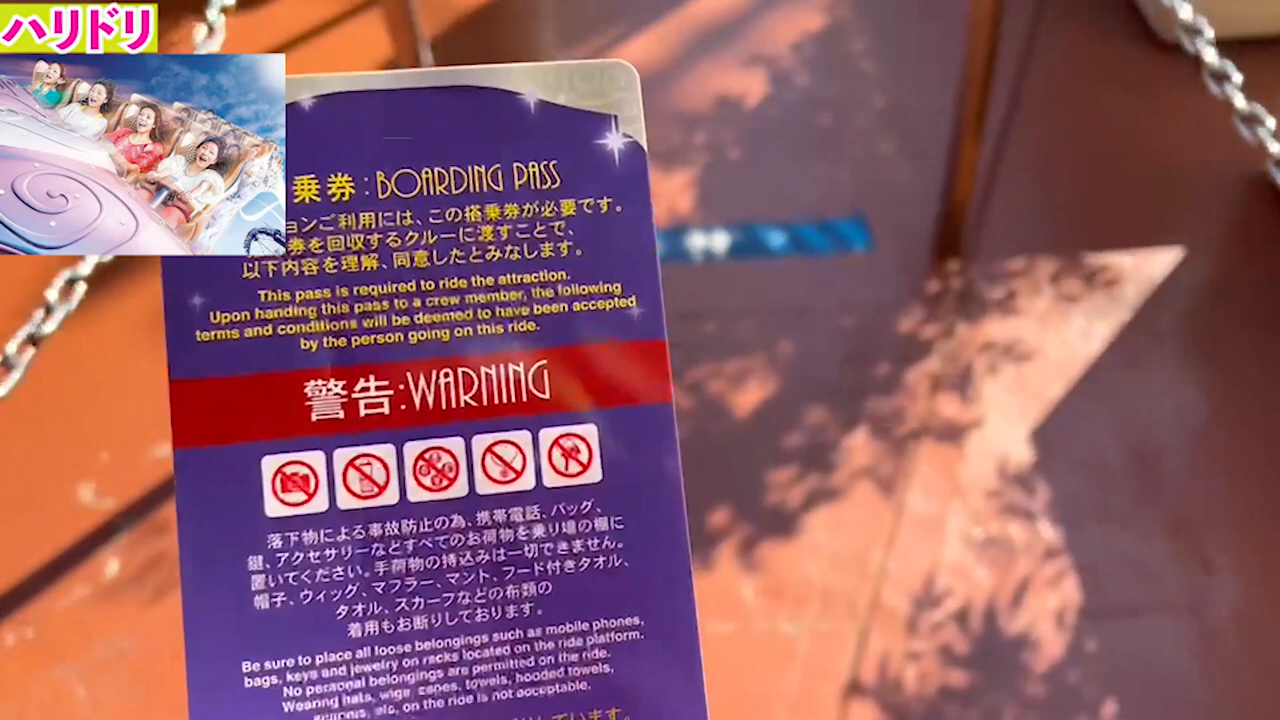 ハリドリ
乗券:BOARDING PASS
ョンご利用には、この搭乗券が必要です。
券を回収するクルーに渡すことで、
以下内容を理解、同意したとみなします。
This pass is required to ride the attraction.
Upon handing this pass to a crew member, the following
terms and conditions will be deemed to have been accepted
by the person going on this ride.
警告:WARNING
落下物による事故防止の為、携帯電話、バッグ、
鍵、アクセサリーなどすべてのお荷物を乗り場の棚に
置いてください。手荷物の持込みは一切できません。
帽子、ウィッグ、マフラー、マント、フード付きタオル、
タオル、スカーフなどの布類の
着用もお断りしております。
Be sure to place all loose belongings such as mobile phones,
bags, keys and jewelry on racks located on the ride platform.
No personal belongings are permitted on the ride.
Wearing hats, wigs, capes, towels, hooded towels,
etc, on the ride is not acceptable.
ています。